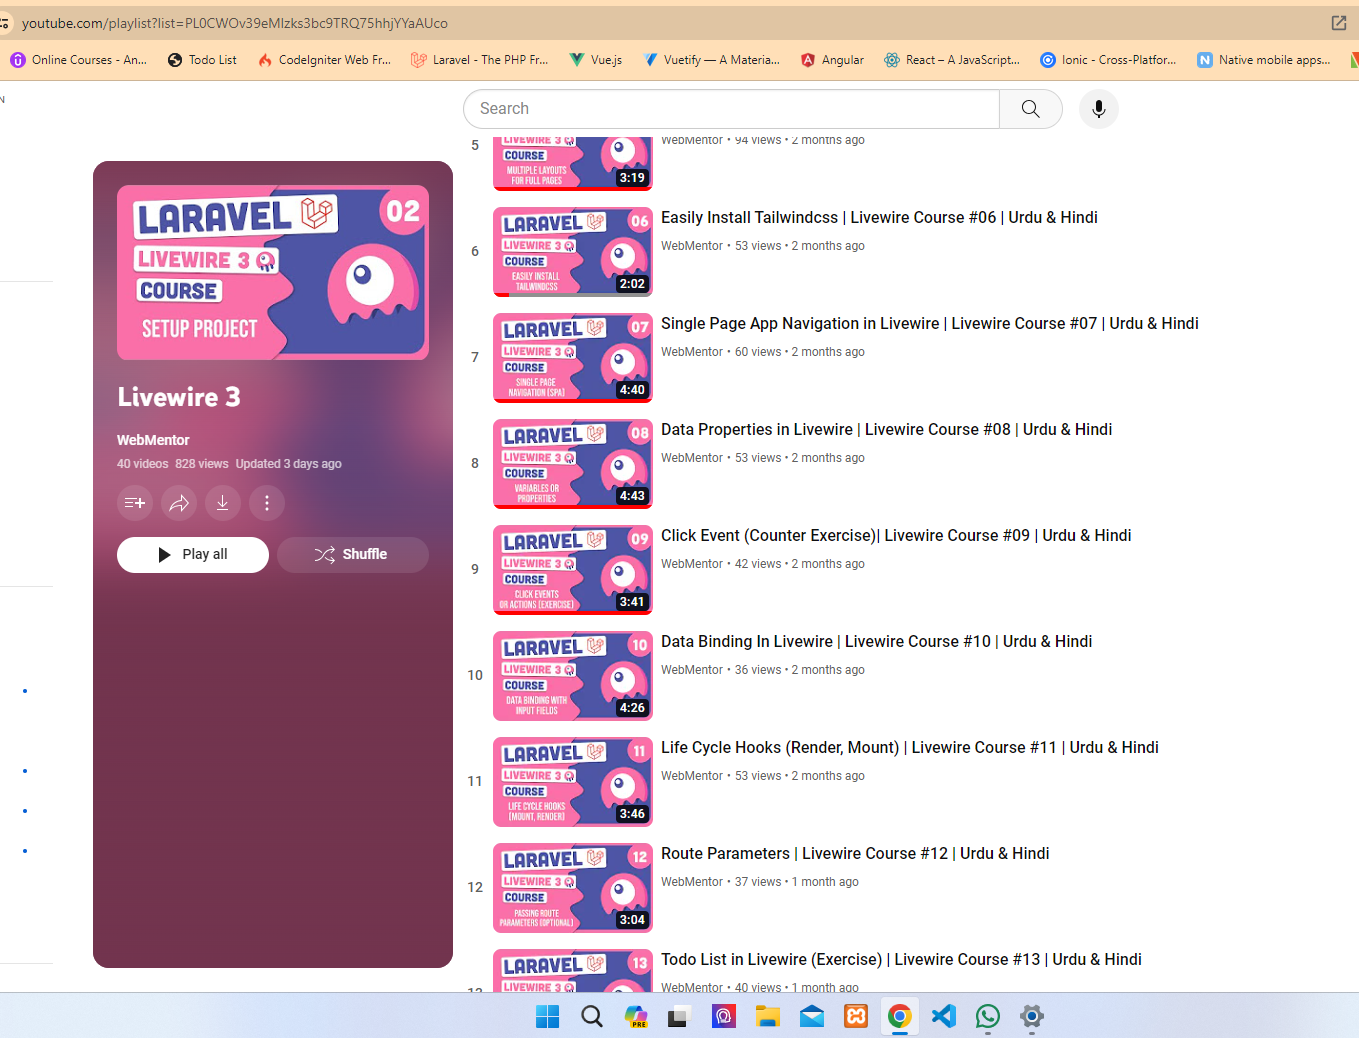 youtube.com/playlist?list=PL0CWOv39eMIzks3bc9TRQ75hhjYYaAUco
Online Courses - An...
Todo List
CodeIgniter Web Fr...
Laravel - The PHP Fr...
Vue.js
Vuetify — A Materia...
Angular
React – A JavaScript...
Ionic - Cross-Platfor...
Native mobile apps...
N
Search
LARAVEL
02
LIVEWIRE 3
COURSE
SETUP PROJECT
Livewire 3
WebMentor
40 videos 828 views Updated 3 days ago
Play all
Shuffle
5
LIVEWIRE 3
COURSE
MULTIPLE LAYOUTS
FOR FULL PAGES
3:19
WebMentor • 94 views • 2 months ago
6
LARAVEL
06
LIVEWIRE 3
COURSE
EASILY INSTALL
TAILWINDCSS
2:02
Easily Install Tailwindcss | Livewire Course #06 | Urdu & Hindi
WebMentor • 53 views • 2 months ago
7
LARAVEL
07
LIVEWIRE 3
COURSE
SINGLE PAGE
NAVIGATION (SPA)
4:40
Single Page App Navigation in Livewire | Livewire Course #07 | Urdu & Hindi
WebMentor • 60 views • 2 months ago
8
LARAVEL
08
LIVEWIRE 3
COURSE
VARIABLES OR
PROPERTIES
4:43
Data Properties in Livewire | Livewire Course #08 | Urdu & Hindi
WebMentor • 53 views • 2 months ago
9
LARAVEL
09
LIVEWIRE 3
COURSE
CLICK EVENTS
OR ACTIONS (EXERCISE)
3:41
Click Event (Counter Exercise)| Livewire Course #09 | Urdu & Hindi
WebMentor • 42 views • 2 months ago
10
LARAVEL
10
LIVEWIRE 3
COURSE
DATA BINDING WITH
INPUT FIELDS
4:26
Data Binding In Livewire | Livewire Course #10 | Urdu & Hindi
WebMentor • 36 views • 2 months ago
11
LARAVEL
11
LIVEWIRE 3
COURSE
LIFE CYCLE HOOKS
(MOUNT, RENDER)
3:46
Life Cycle Hooks (Render, Mount) | Livewire Course #11 | Urdu & Hindi
WebMentor • 53 views • 2 months ago
12
LARAVEL
12
LIVEWIRE 3
COURSE
PASSING ROUTE
PARAMETERS (OPTIONAL)
3:04
Route Parameters | Livewire Course #12 | Urdu & Hindi
WebMentor • 37 views • 1 month ago
13
LARAVEL
13
LIVEWIRE 3
Todo List in Livewire (Exercise) | Livewire Course #13 | Urdu & Hindi
WebMentor • 40 views • 1 month ago
PRE